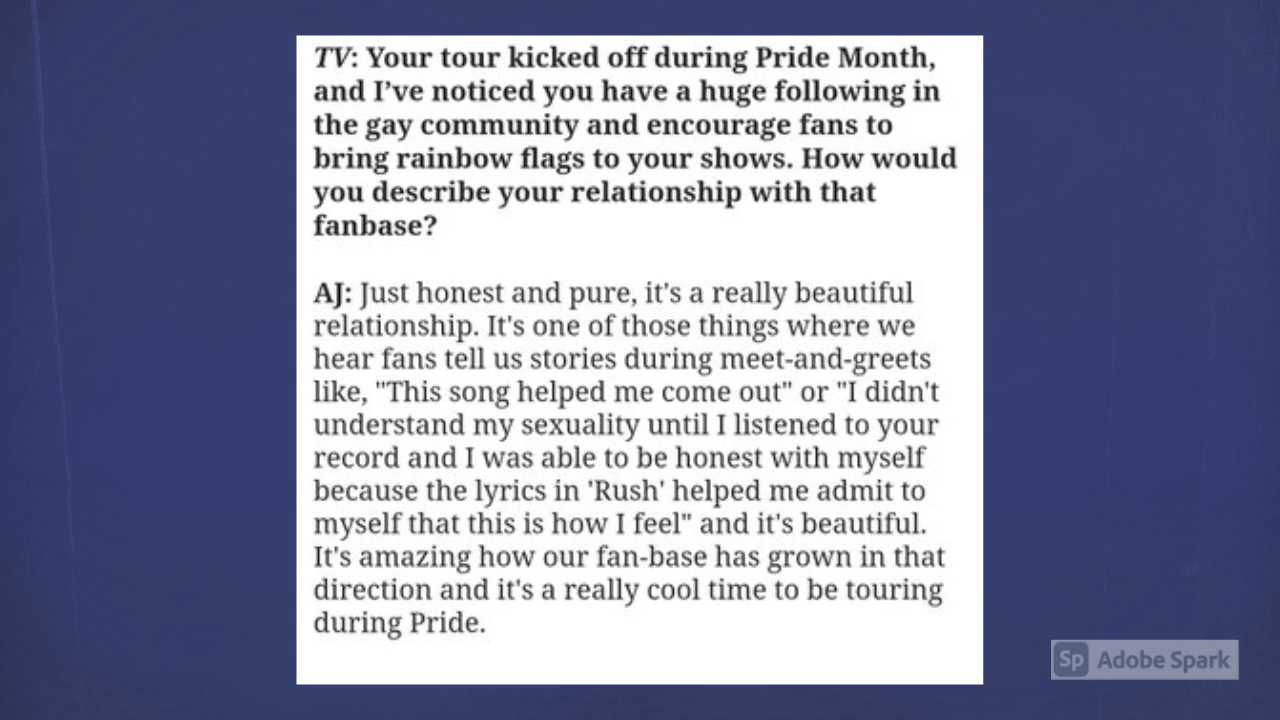 TV: Your tour kicked off during Pride Month,
and I've noticed you have a huge following in
the gay community and encourage fans to
bring rainbow flags to your shows. How would
you describe your relationship with that
fanbase?
AJ: Just honest and pure, it's a really beautiful
relationship. It's one of those things where we
hear fans tell us stories during meet-and-greets
like, "This song helped me come out" or "I didn't
understand my sexuality until I listened to your
record and I was able to be honest with myself
because the lyrics in 'Rush' helped me admit to
myself that this is how I feel" and it's beautiful.
It's amazing how our fan-base has grown in that
direction and it's a really cool time to be touring
during Pride.
Sp Adobe Spark